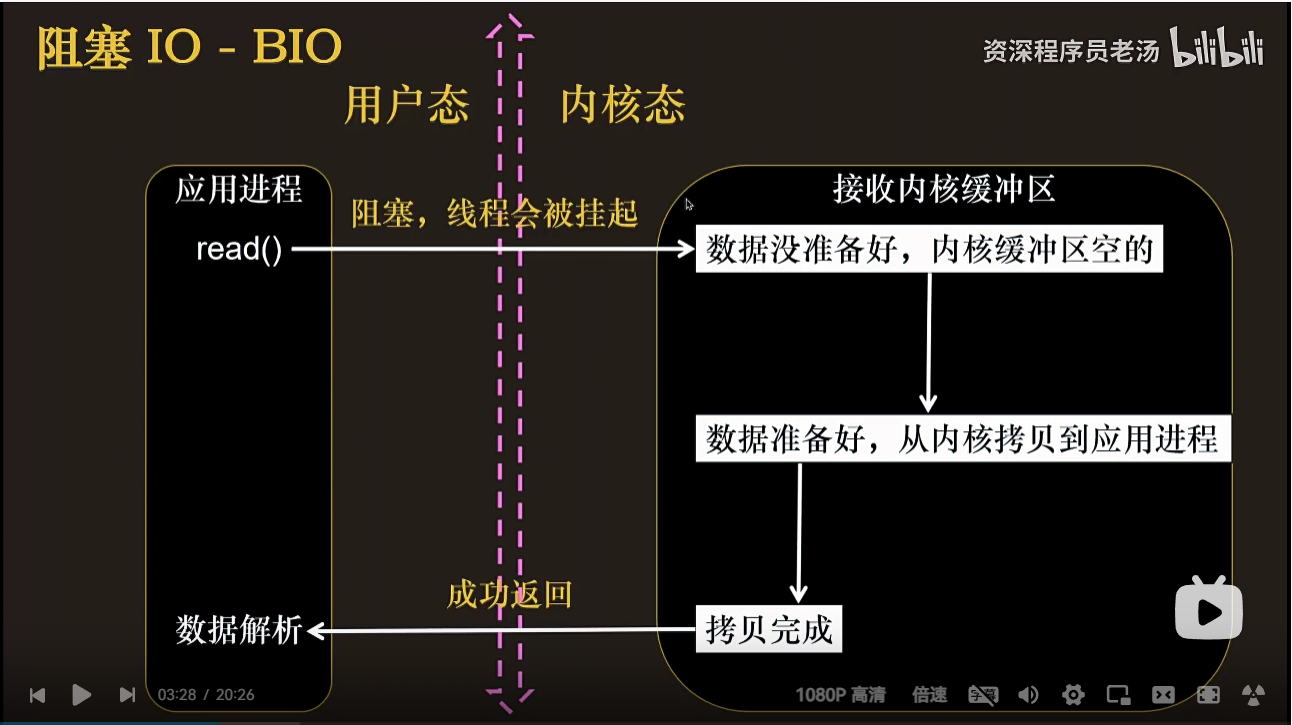 阻塞 IO - BIO
资深程序员老汤 bilibili
用户态 内核态
应用进程
接收内核缓冲区
阻塞，线程会被挂起
read()
数据没准备好，内核缓冲区空的
数据准备好，从内核拷贝到应用进程
成功返回
数据解析
拷贝完成
03:28 / 20:26
1080P 高清
倍速
字幕